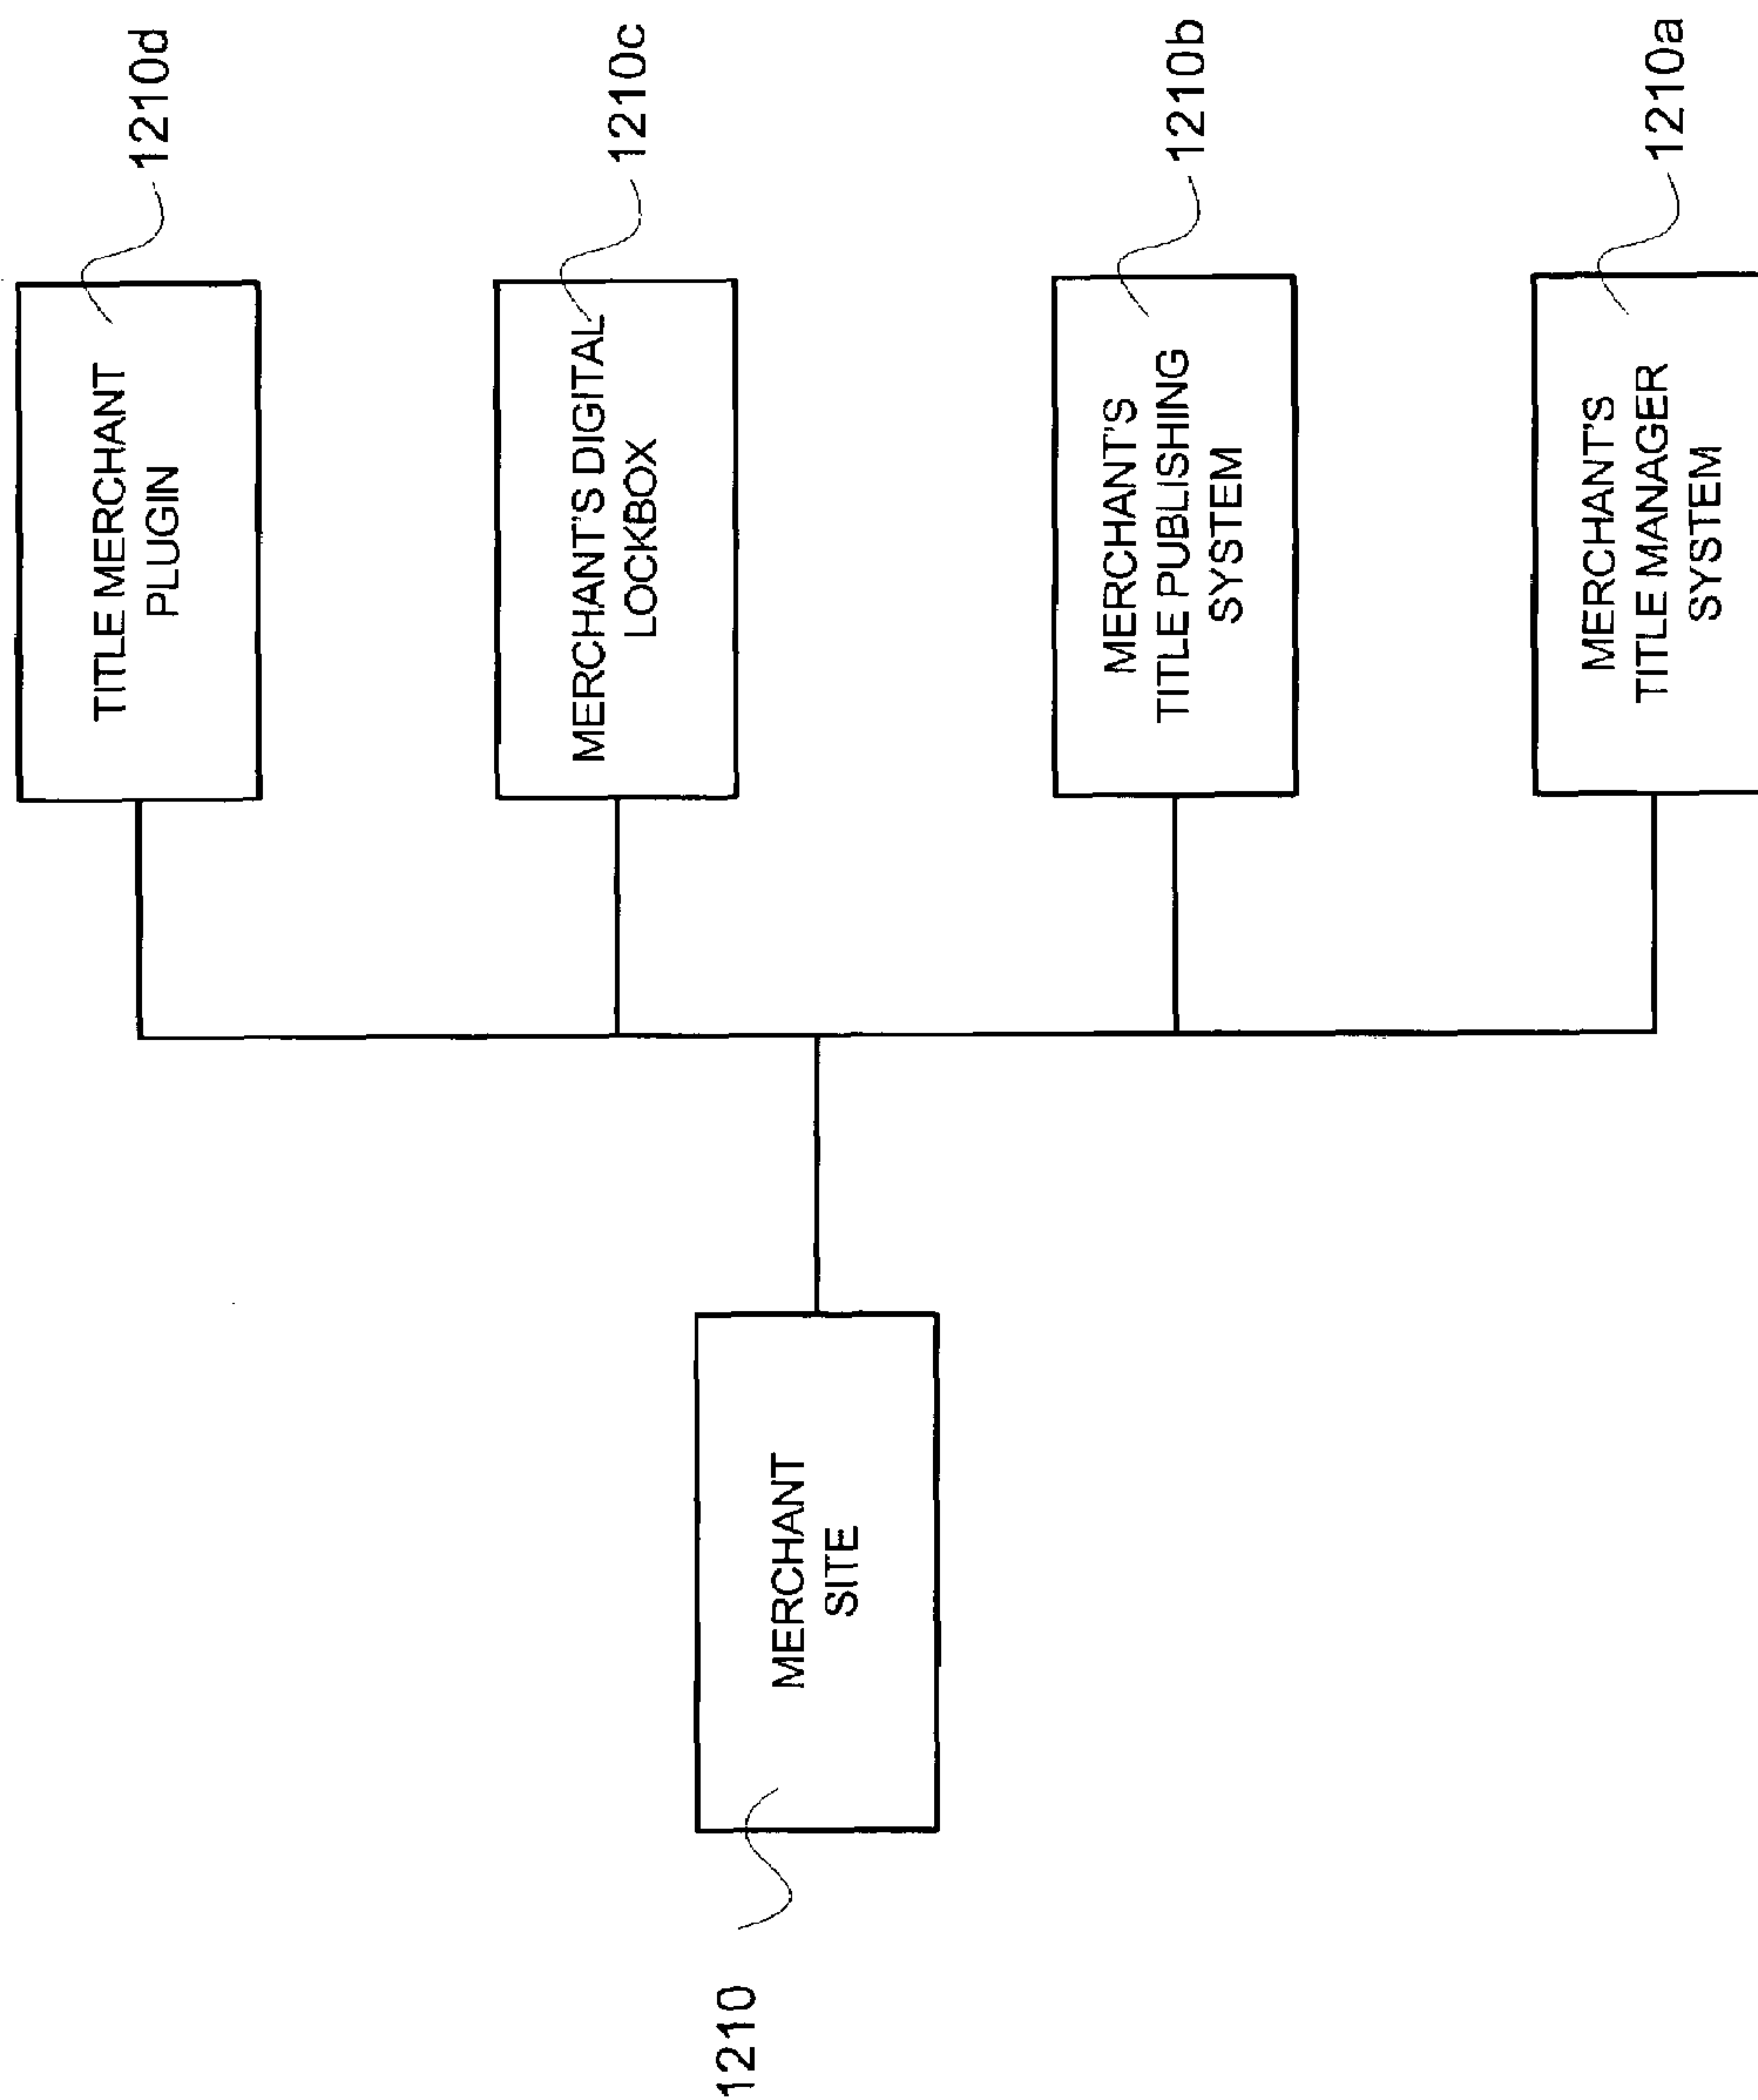 1210d
TITLE MERCHANT
PLUGIN
1210c
MERCHANT'S DIGITAL
LOCKBOX
1210b
MERCHANT'S
TITLE PUBLISHING
SYSTEM
1210a
MERCHANT'S
TITLE MANAGER
SYSTEM
MERCHANT
SITE
1210